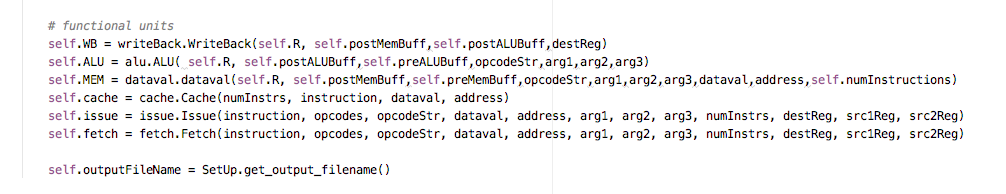 # functional units
self.WB = writeBack.WriteBack(self.R, self.postMemBuff,self.postALUBuff,destReg)
self.ALU = alu.ALU( self.R, self.postALUBuff,self.preALUBuff,opcodeStr,arg1,arg2,arg3)
self.MEM = dataval.dataval(self.R, self.postMemBuff,self.preMemBuff,opcodeStr,arg1,arg2,arg3,dataval,address,self.numInstructions)
self.cache = cache.Cache(numInstrs, instruction, dataval, address)
self.issue = issue.Issue(instruction, opcodes, opcodeStr, dataval, address, arg1, arg2, arg3, numInstrs, destReg, src1Reg, src2Reg)
self.fetch = fetch.Fetch(instruction, opcodes, opcodeStr, dataval, address, arg1, arg2, arg3, numInstrs, destReg, src1Reg, src2Reg)
self.outputFileName = SetUp.get_output_filename()